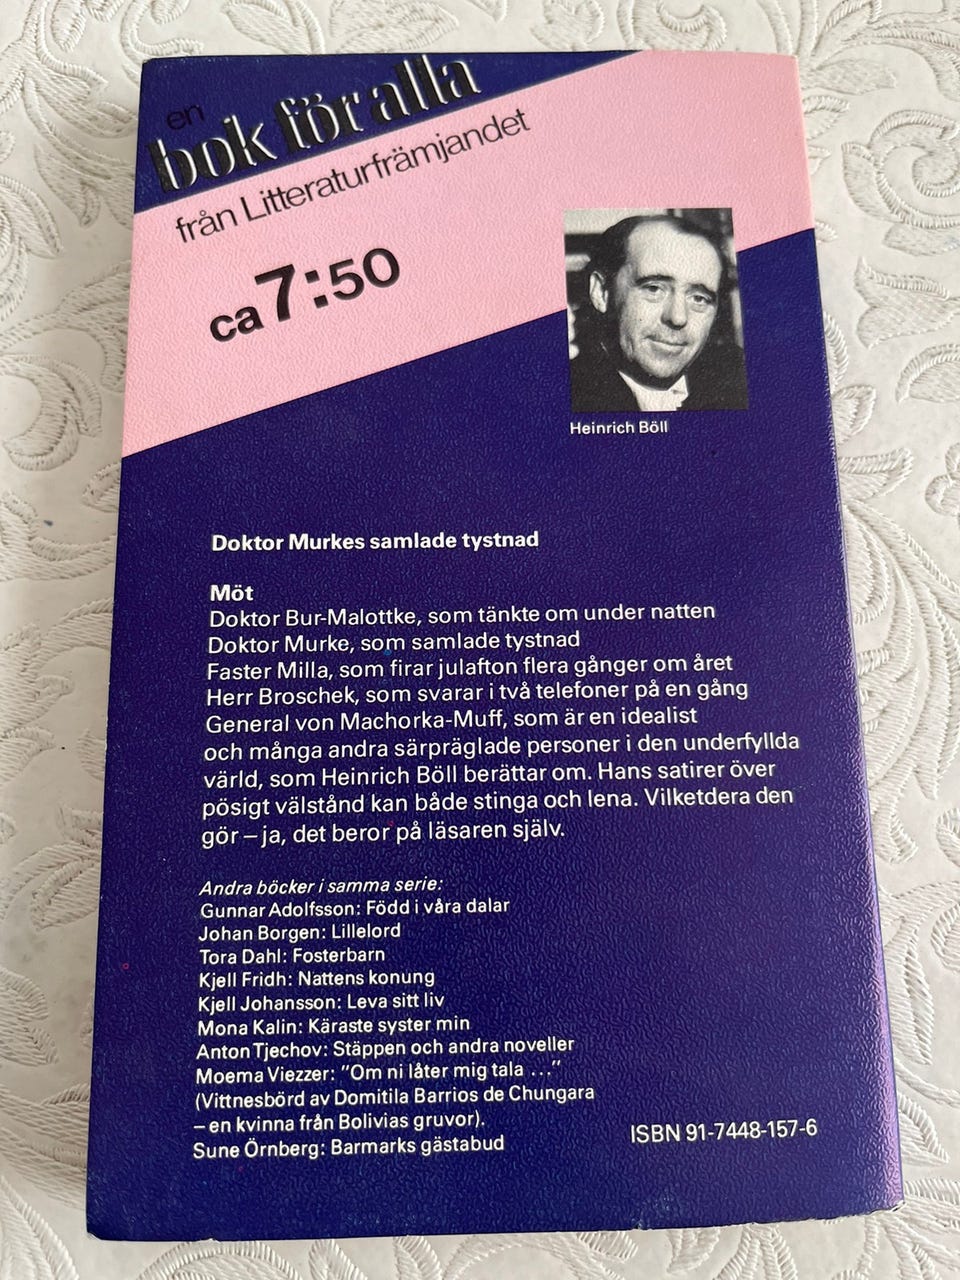 en
bok för alla
från Litteraturfrämjandet
ca 7:50
Heinrich Böll
Doktor Murkes samlade tystnad
Möt
Doktor Bur-Malottke, som tänkte om under natten
Doktor Murke, som samlade tystnad
Faster Milla, som firar julafton flera gånger om året
Herr Broschek, som svarar i två telefoner på en gång
General von Machorka-Muff, som är en idealist
och många andra särpräglade personer i den underfyllda
värld, som Heinrich Böll berättar om. Hans satirer över
pösigt välstånd kan både stinga och lena. Vilketdera den
gör – ja, det beror på läsaren själv.
Andra böcker i samma serie:
Gunnar Adolfsson: Född i våra dalar
Johan Borgen: Lillelord
Tora Dahl: Fosterbarn
Kjell Fridh: Nattens konung
Kjell Johansson: Leva sitt liv
Mona Kalin: Käraste syster min
Anton Tjechov: Stäppen och andra noveller
Moema Viezzer: "Om ni låter mig tala ..."
(Vittnesbörd av Domitila Barrios de Chungara
– en kvinna från Bolivias gruvor).
Sune Örnberg: Barmarks gästabud
ISBN 91-7448-157-6